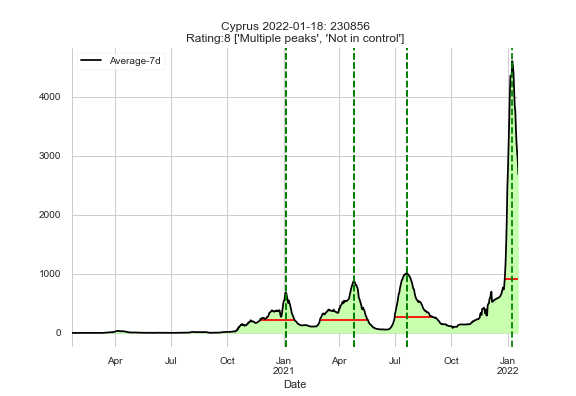 Cyprus 2022-01-18: 230856
Rating:8 ['Multiple peaks', 'Not in control']
Average-7d
4000
3000
2000
1000
0
Apr Jul Oct Jan Apr Jul Oct Jan
2021 2022
Date